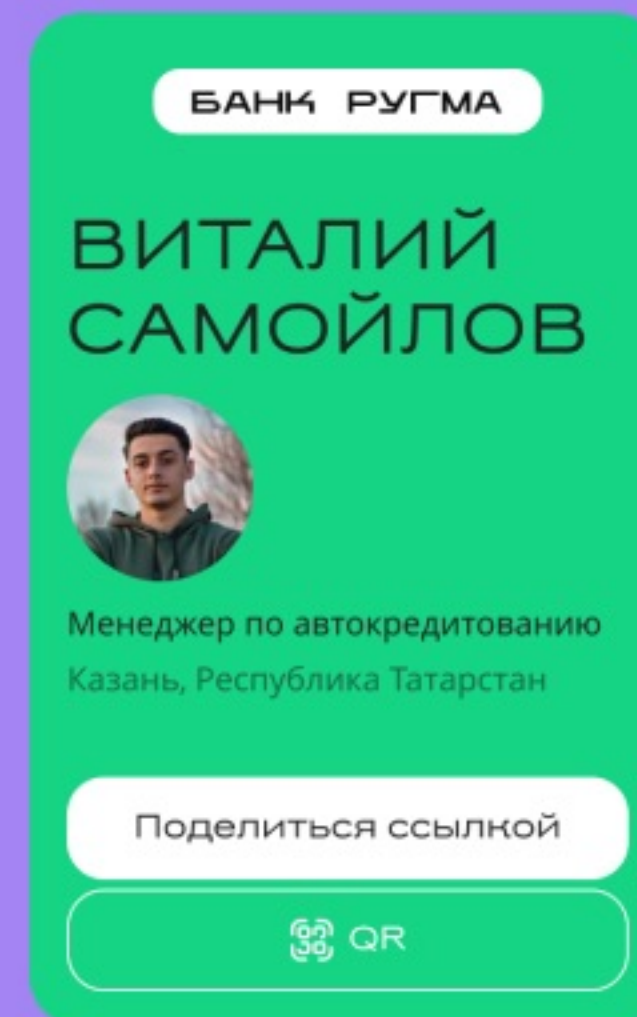 БАНК РУГМА
ВИТАЛИЙ
САМОЙЛОВ
Менеджер по автокредитованию
Казань, Республика Татарстан
Поделиться ссылкой
QR